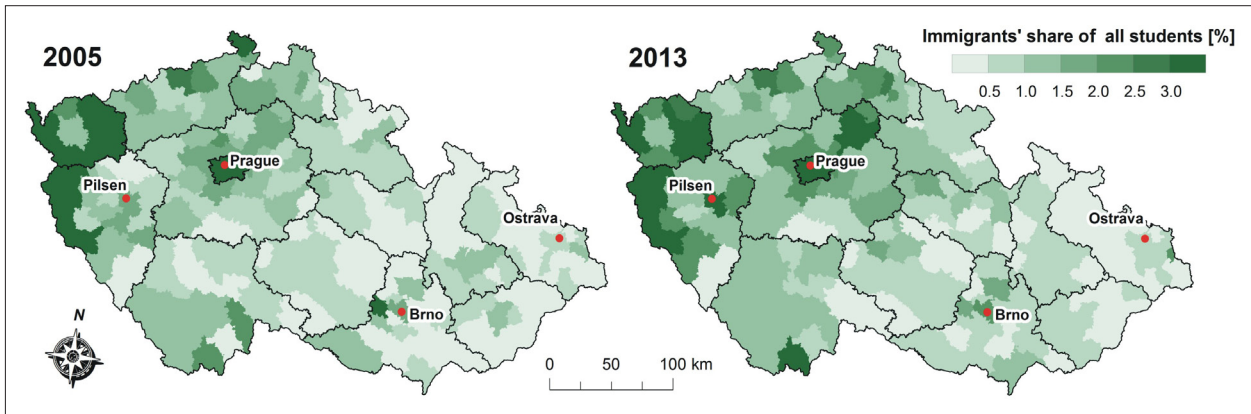 2005
Prague
Pilsen
Ostrava
Brno
N
0 50 100 km
2013
Immigrants' share of all students [%]
0.5 1.0 1.5 2.0 2.5 3.0
Prague
Pilsen
Ostrava
Brno